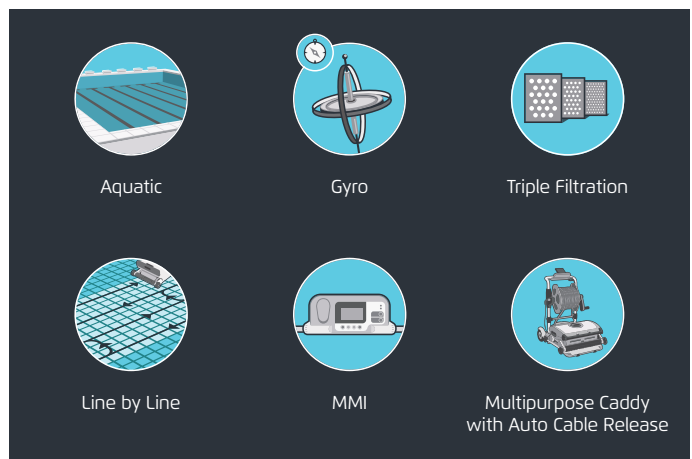 Aquatic
Gyro
Triple Filtration
Line by Line
MMI
Multipurpose Caddy
with Auto Cable Release